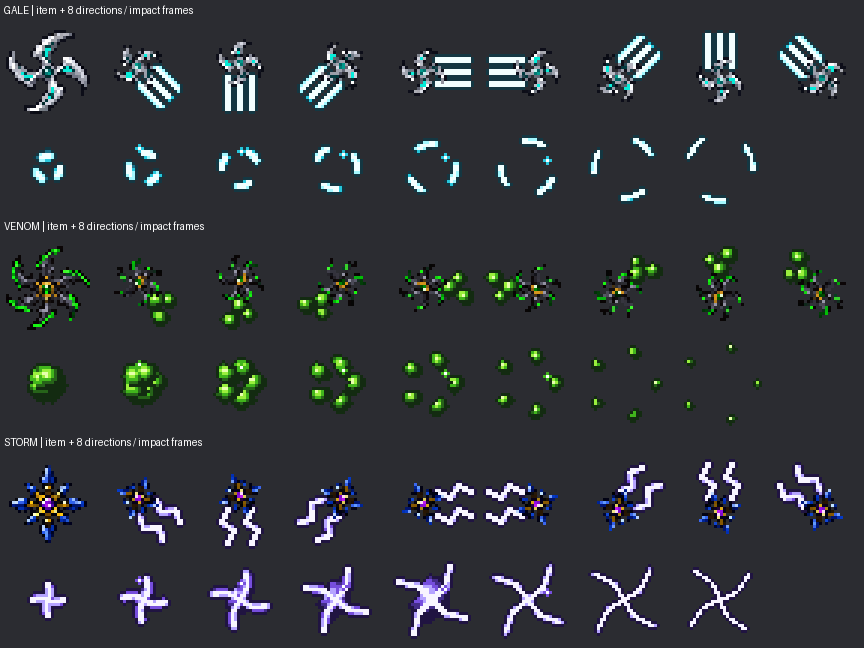 GALE | item + 8 directions / impact frames
VENOM | item + 8 directions / impact frames
STORM | item + 8 directions / impact frames